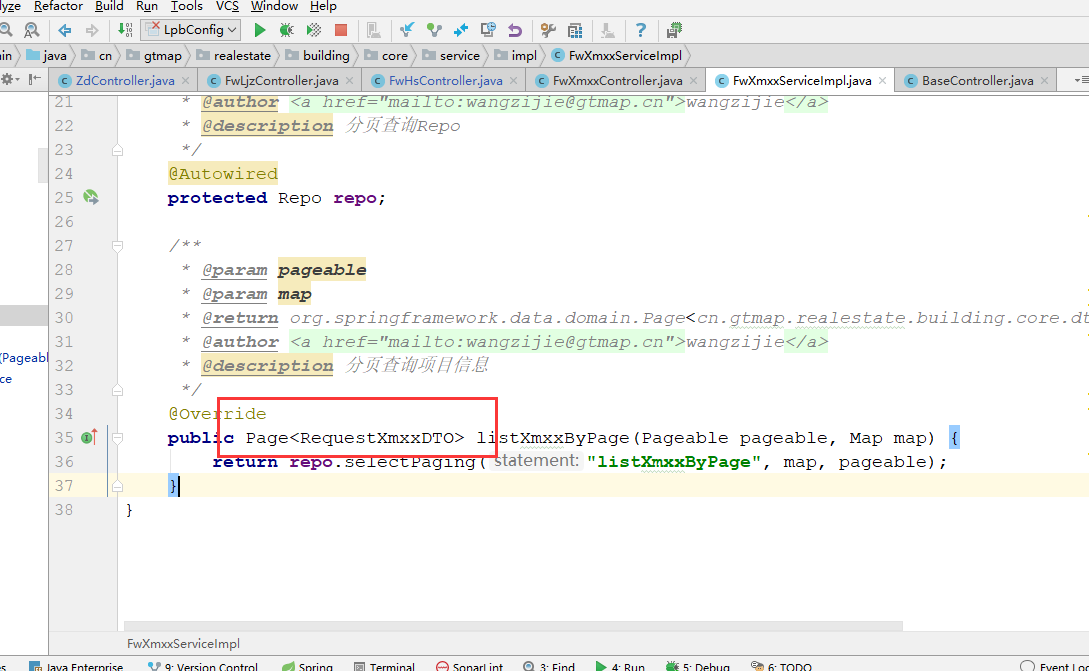 lyze Refactor Build Run Tools VCS Window Help
LpbConfig
in java cn gtmap realestate building core service impl FwXmxxServiceImpl
ZdController.java FwLjzController.java FwHsController.java FwXmxxController.java FwXmxxServiceImpl.java BaseController.java
21 * @author <a href="mailto:wangzijie@gtmap.cn">wangzijie</a>
22 * @description 分页查询Repo
23 */
24 @Autowired
25 protected Repo repo;
26
27 /**
28 * @param pageable
29 * @param map
30 * @return org.springframework.data.domain.Page<cn.gtmap.realestate.building.core.dt
31 * @author <a href="mailto:wangzijie@gtmap.cn">wangzijie</a>
(Pageabl
32 * @description 分页查询项目信息
ce
33 */
34 @Override
35 public Page<RequestXmxxDTO> listXmxxByPage(Pageable pageable, Map map) {
36 return repo.selectPaging( statement: "listXmxxByPage", map, pageable);
37 }
38 }
FwXmxxServiceImpl
es Java Enterprise 9: Version Control Spring Terminal SonarLint 3: Find 4: Run 5: Debug 6: TODO Event Lo